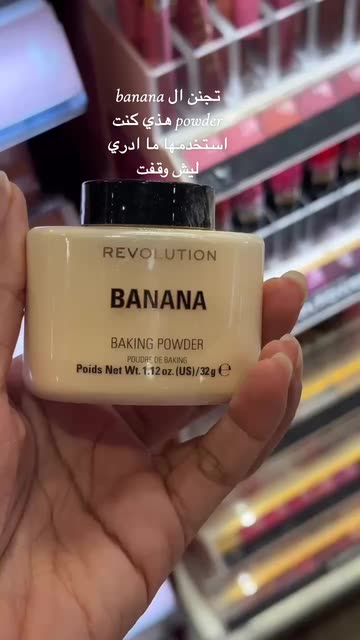 تجنن ال banana
powder هذي كنت
استخدمها ما ادري
ليش وقفت
REVOLUTION
BANANA
BAKING POWDER
POUDRE DE BAKING
Poids Net Wt. 1.12 oz. (US)/32g ℮